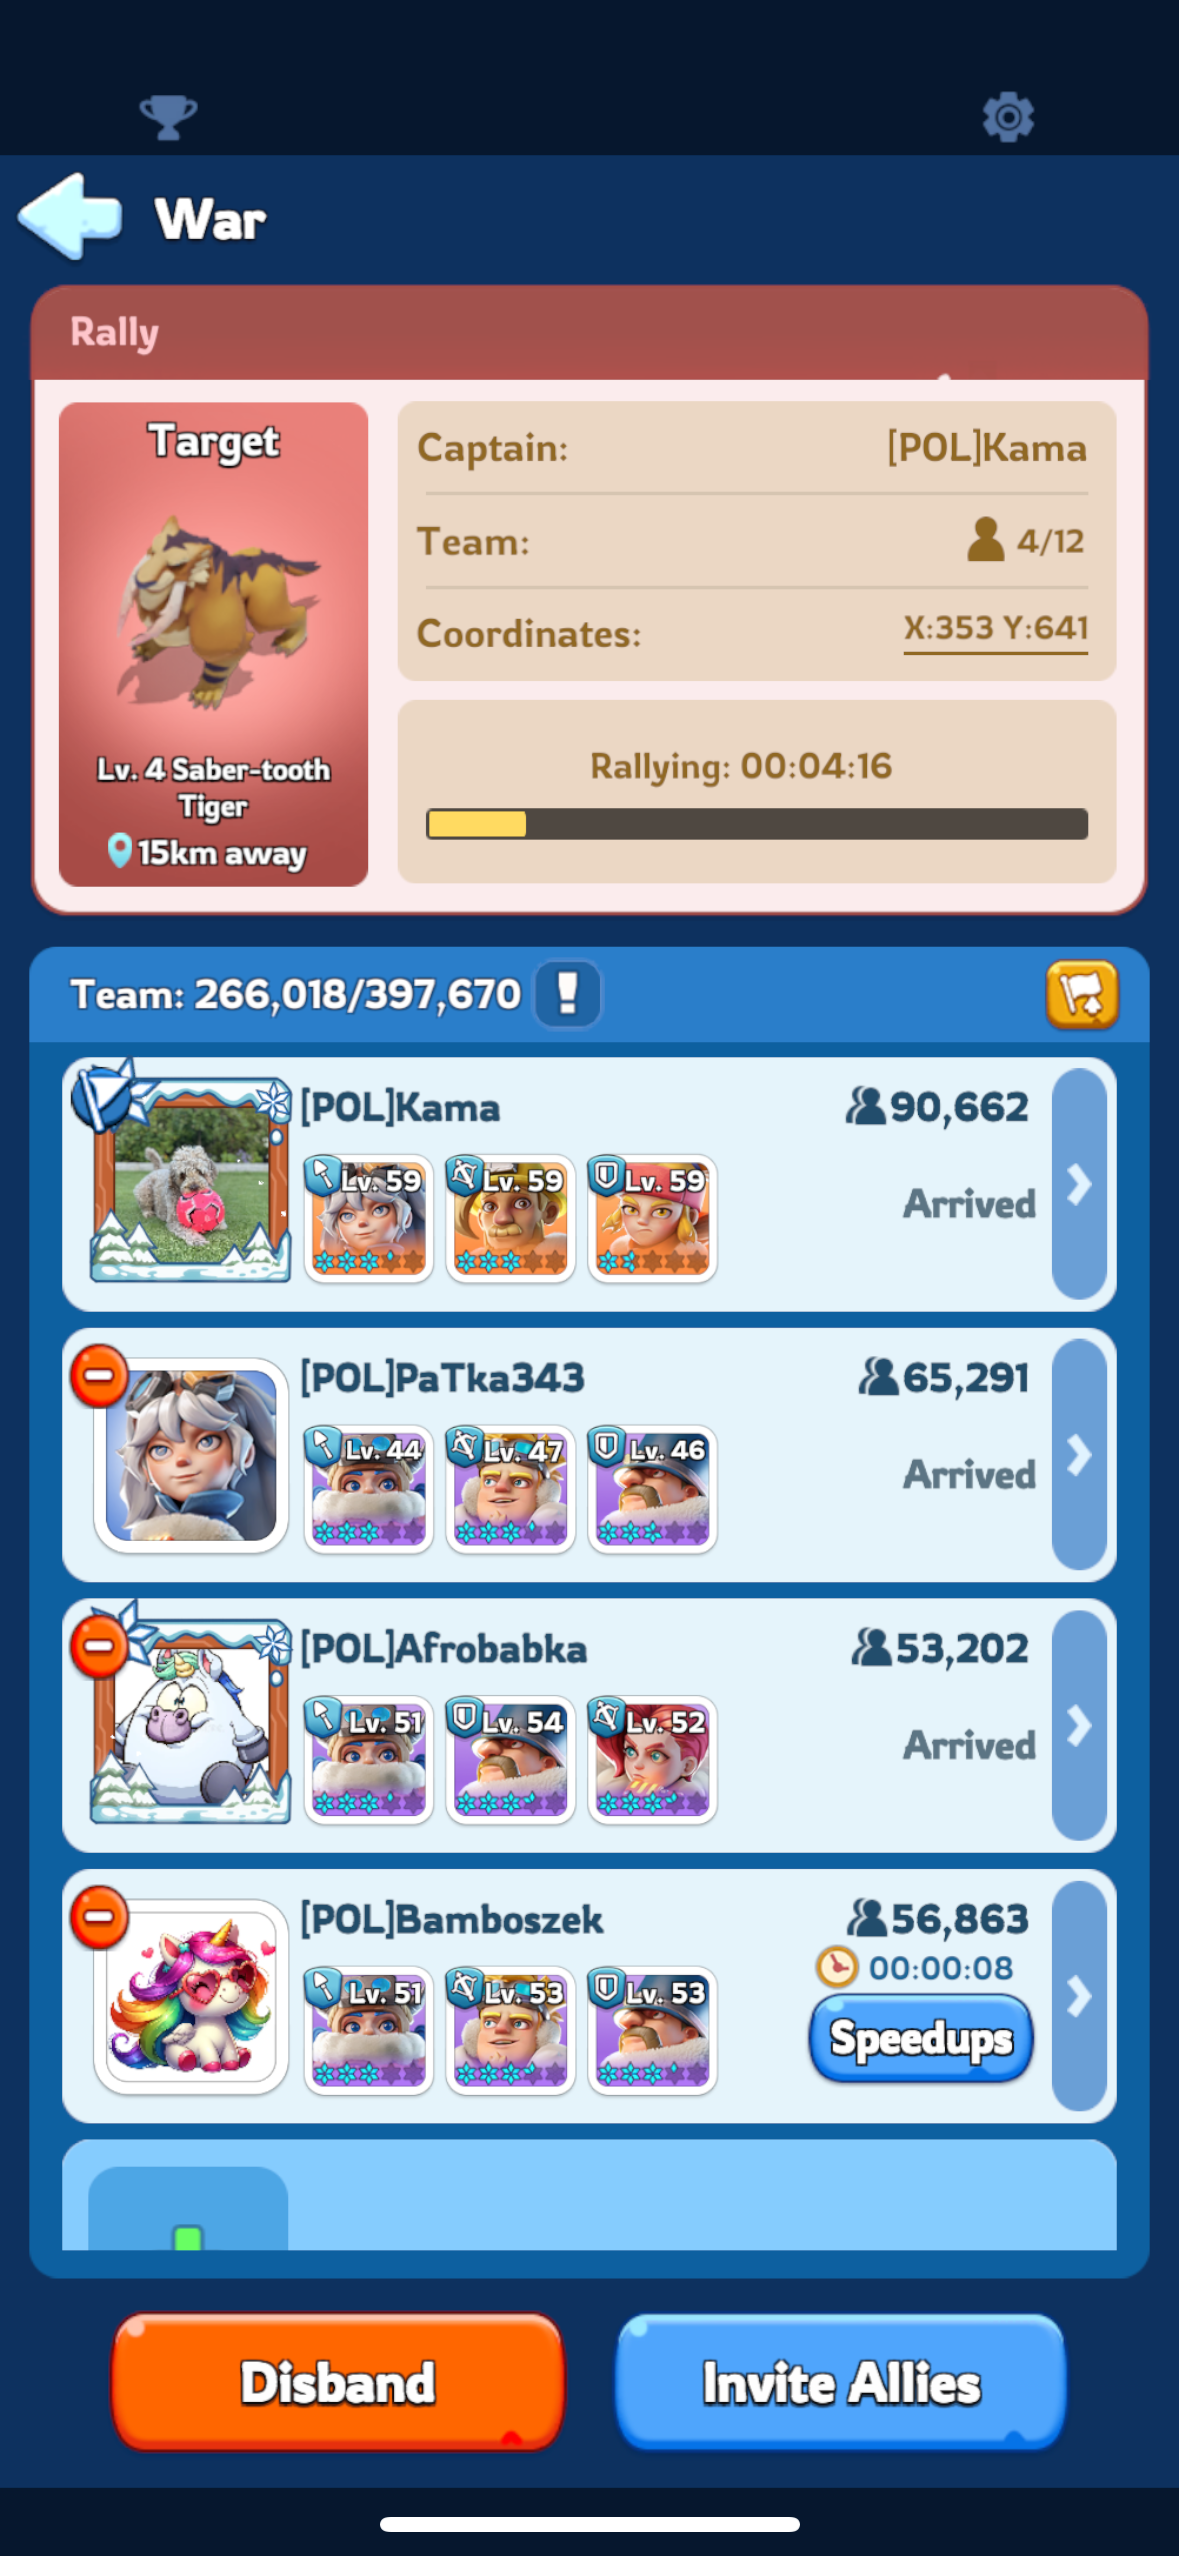 War
Rally
Target
Lv. 4 Saber-tooth
Tiger
15km away
Captain: [POL]Kama
Team: 4/12
Coordinates: X:353 Y:641
Rallying: 00:04:16
Team: 266,018/397,670 !
[POL]Kama 90,662
Lv. 59 Lv. 59 Lv. 59
Arrived
[POL]PaTka343 65,291
Lv. 44 Lv. 47 Lv. 46
Arrived
[POL]Afrobabka 53,202
Lv. 51 Lv. 54 Lv. 52
Arrived
[POL]Bamboszek 56,863
00:00:08
Lv. 51 Lv. 53 Lv. 53
Speedups
Disband Invite Allies